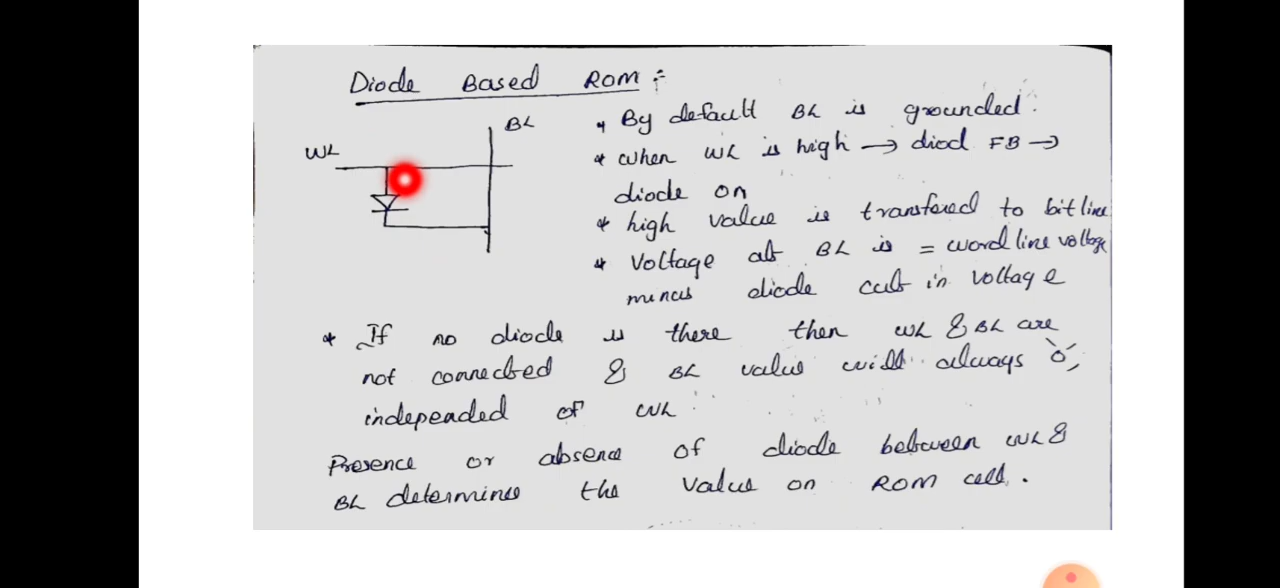 Diode Based ROM :-
WL
BL
* By default BL is grounded.
* when WL is high → diod FB →
diode on
* high value is transfered to bitline
* Voltage at BL is = word line voltage
minus diode cut in voltage
* If no diode is there then WL & BL are
not connected & BL value will always '0',
independed of WL.
Presence or absence of diode between WL &
BL determines the value on ROM cell.